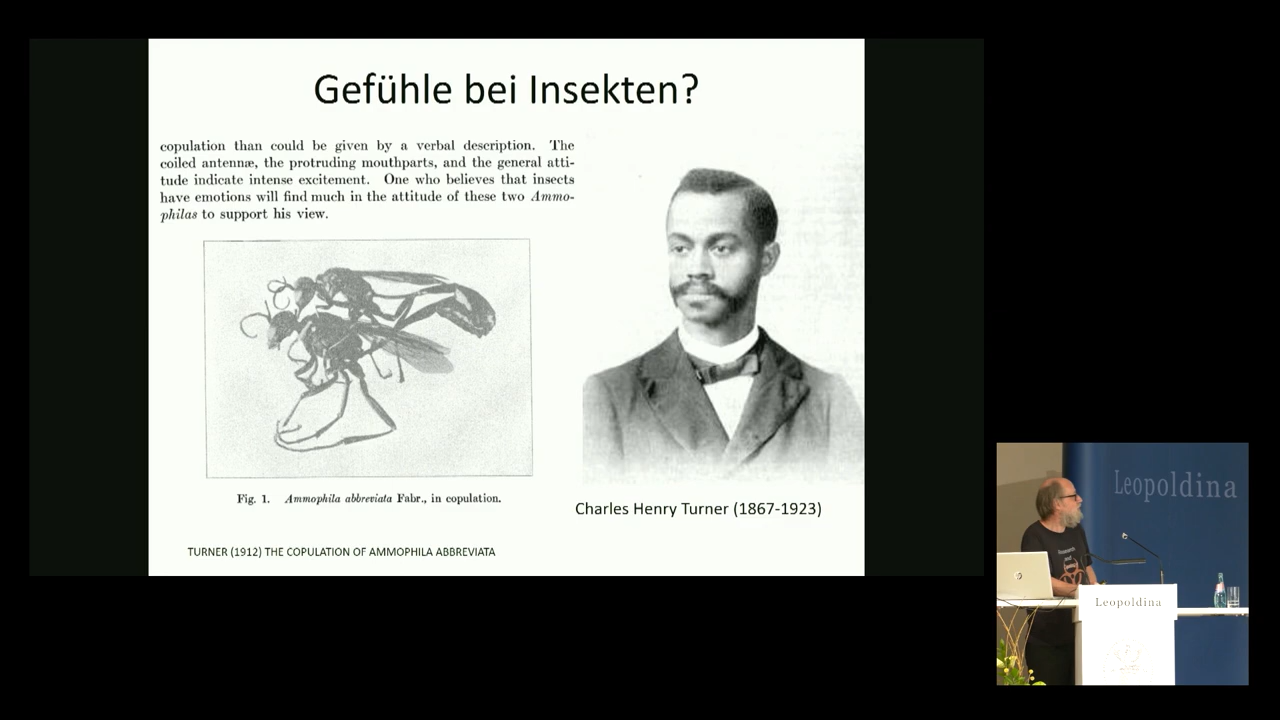 Gefühle bei Insekten?
copulation than could be given by a verbal description. The
coiled antennæ, the protruding mouthparts, and the general atti-
tude indicate intense excitement. One who believes that insects
have emotions will find much in the attitude of these two Ammo-
philas to support his view.
Fig. 1. Ammophila abbreviata Fabr., in copulation.
Charles Henry Turner (1867-1923)
TURNER (1912) THE COPULATION OF AMMOPHILA ABBREVIATA
Leopoldina
Leopoldina